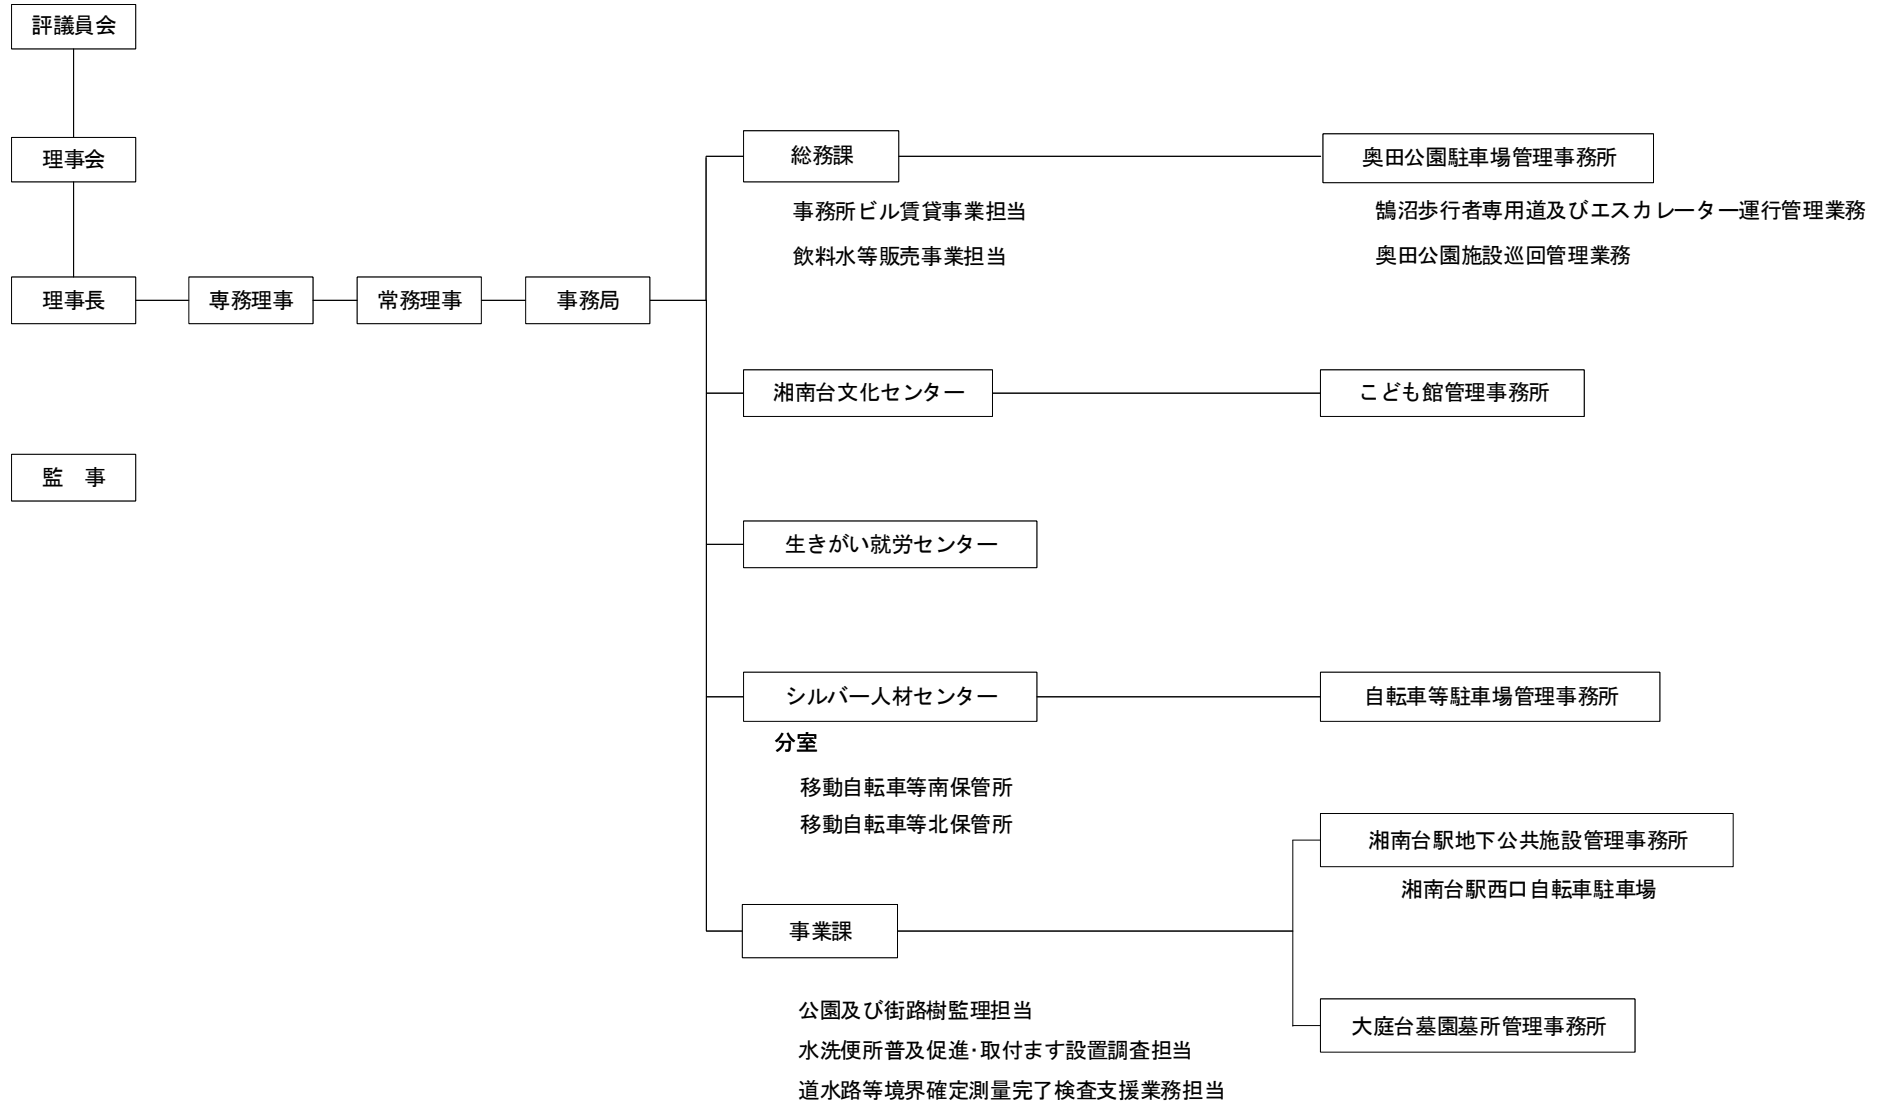 評議員会
理事会
理事長
専務理事
常務理事
事務局
監　事
総務課
事務所ビル賃貸事業担当
飲料水等販売事業担当
奥田公園駐車場管理事務所
鵠沼歩行者専用道及びエスカレーター運行管理業務
奥田公園施設巡回管理業務
湘南台文化センター
こども館管理事務所
生きがい就労センター
シルバー人材センター
分室
移動自転車等南保管所
移動自転車等北保管所
自転車等駐車場管理事務所
事業課
公園及び街路樹監理担当
水洗便所普及促進･取付ます設置調査担当
道水路等境界確定測量完了検査支援業務担当
湘南台駅地下公共施設管理事務所
湘南台駅西口自転車駐車場
大庭台墓園墓所管理事務所